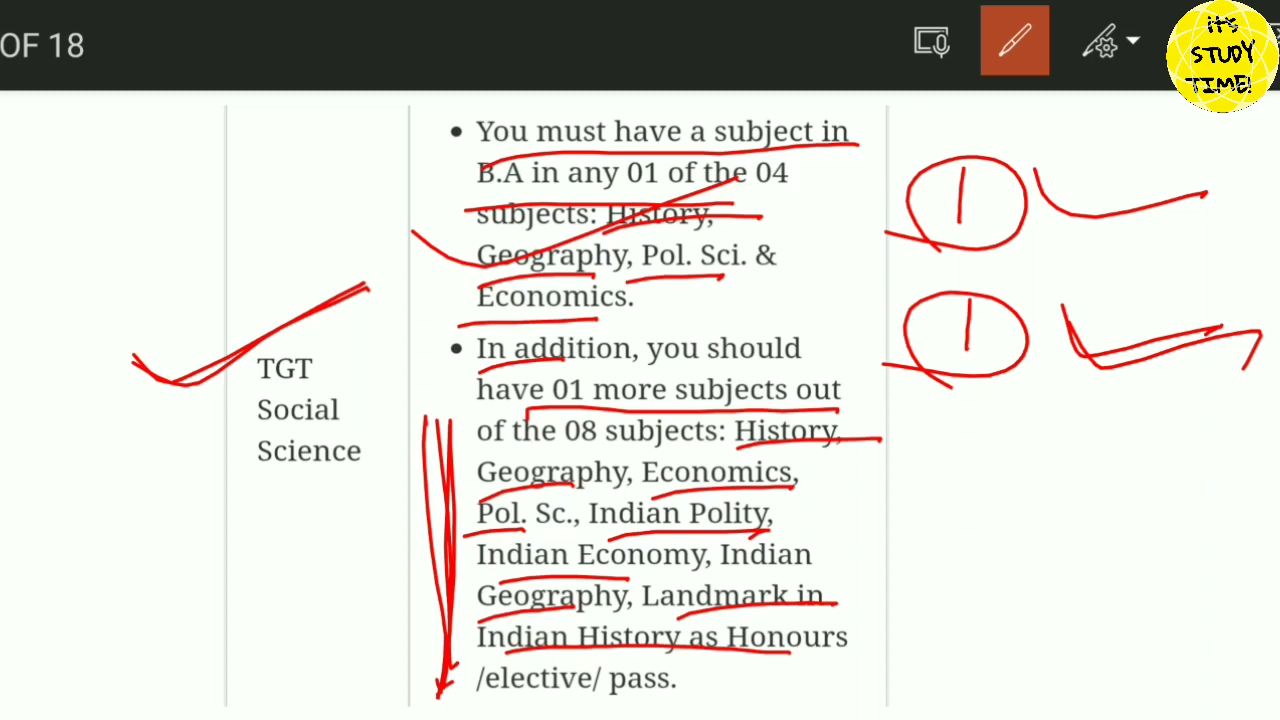 OF 18
IT'S
STUDY
TIME!
• You must have a subject in
B.A in any 01 of the 04
subjects: History,
Geography, Pol. Sci. &
Economics.
1
1
TGT
Social
Science
• In addition, you should
have 01 more subjects out
of the 08 subjects: History,
Geography, Economics,
Pol. Sc., Indian Polity,
Indian Economy, Indian
Geography, Landmark in
Indian History as Honours
/elective/ pass.